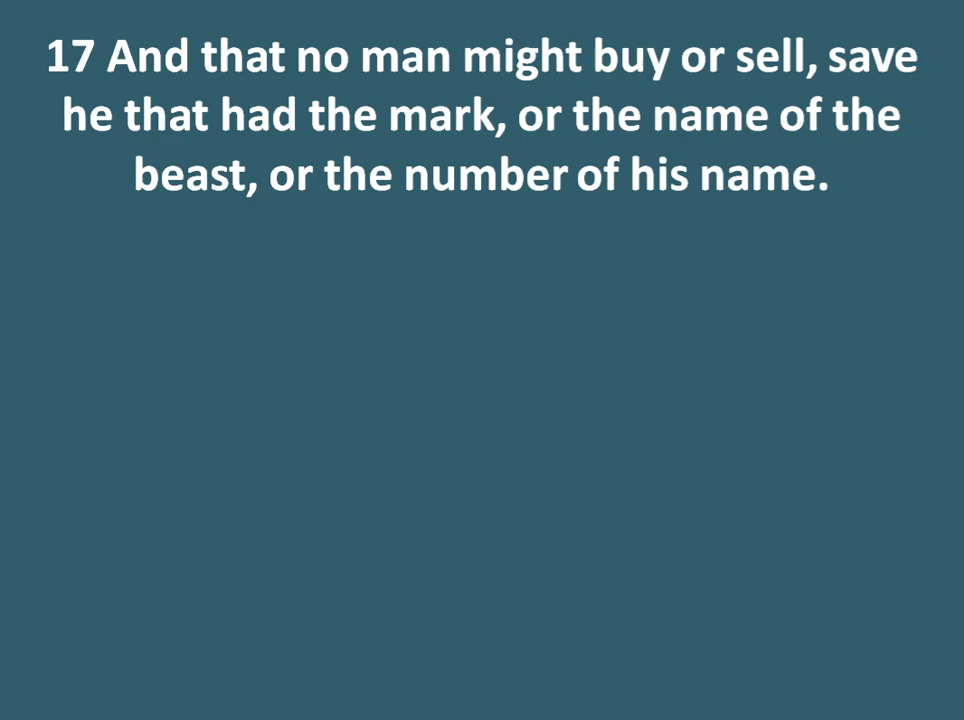 17 And that no man might buy or sell, save
he that had the mark, or the name of the
beast, or the number of his name.